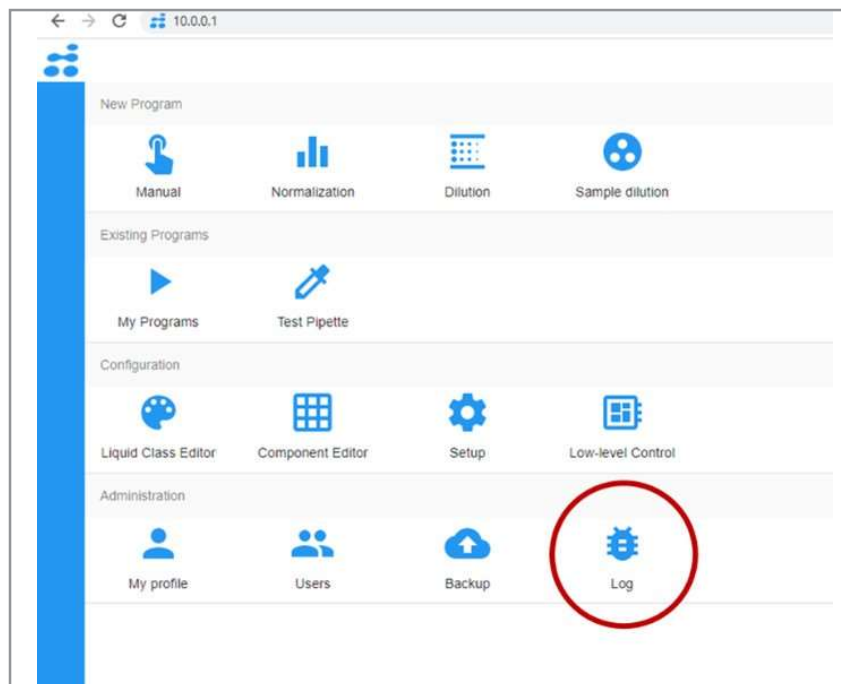 10.0.0.1
New Program
Manual Normalization Dilution Sample dilution
Existing Programs
My Programs Test Pipette
Configuration
Liquid Class Editor Component Editor Setup Low-level Control
Administration
My profile Users Backup Log